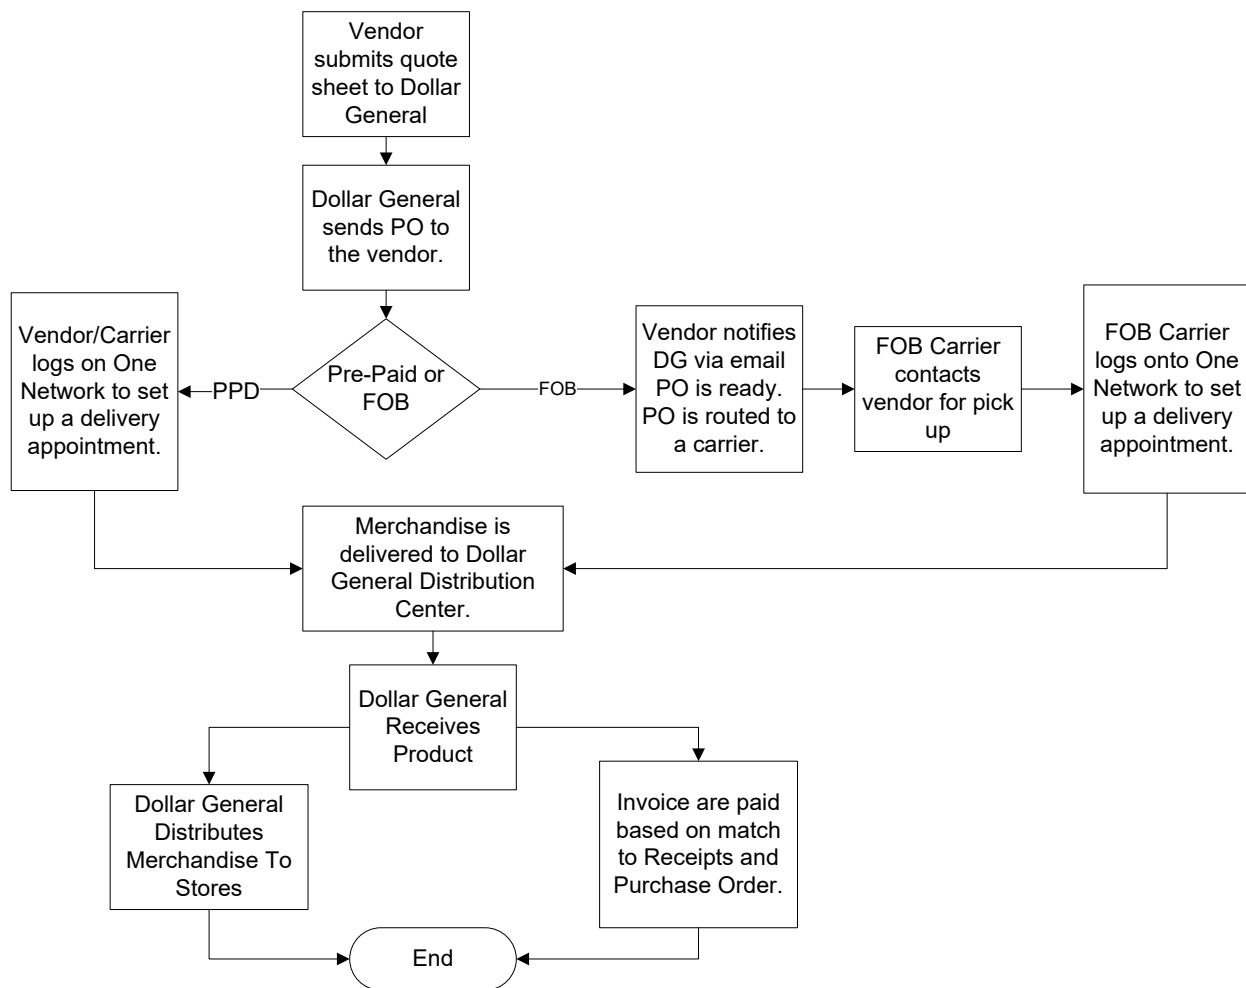 Vendor
submits quote
sheet to Dollar
General
Dollar General
sends PO to
the vendor.
Pre-Paid or
FOB
PPD
FOB
Vendor/Carrier
logs on One
Network to set
up a delivery
appointment.
Vendor notifies
DG via email
PO is ready.
PO is routed to
a carrier.
FOB Carrier
contacts
vendor for pick
up
FOB Carrier
logs onto One
Network to set
up a delivery
appointment.
Merchandise is
delivered to Dollar
General Distribution
Center.
Dollar General
Receives
Product
Dollar General
Distributes
Merchandise To
Stores
Invoice are paid
based on match
to Receipts and
Purchase Order.
End